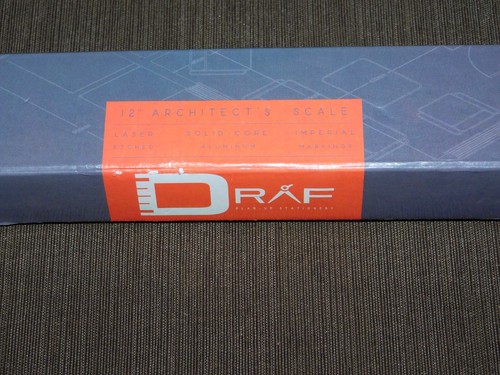 12" ARCHITECT'S SCALE
LASER SOLID CORE IMPERIAL
ETCHED ALUMINUM MARKINGS
DRAF